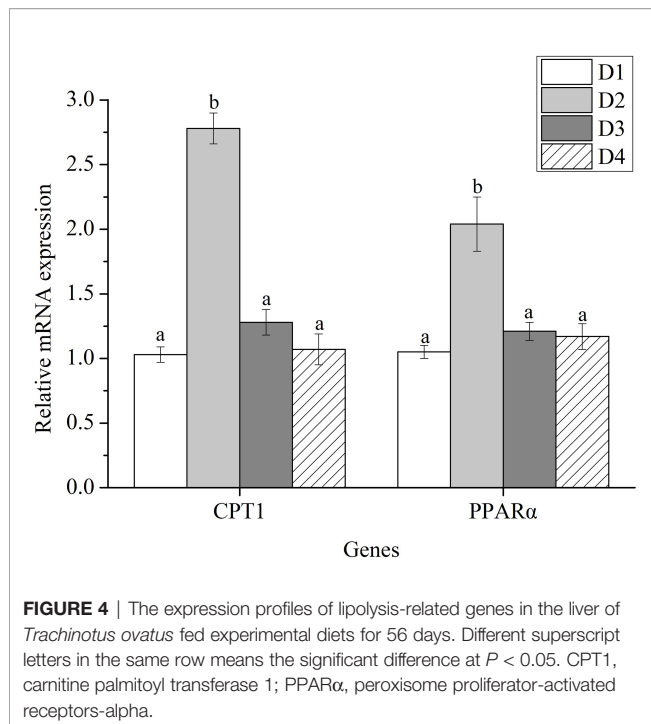 D1
D2
D3
D4
3.0
2.5
2.0
1.5
1.0
0.5
0.0
Relative mRNA expression
a
b
a
a
a
b
a
a
CPT1
PPARα
Genes
FIGURE 4 | The expression profiles of lipolysis-related genes in the liver of
Trachinotus ovatus fed experimental diets for 56 days. Different superscript
letters in the same row means the significant difference at P < 0.05. CPT1,
carnitine palmitoyl transferase 1; PPARα, peroxisome proliferator-activated
receptors-alpha.